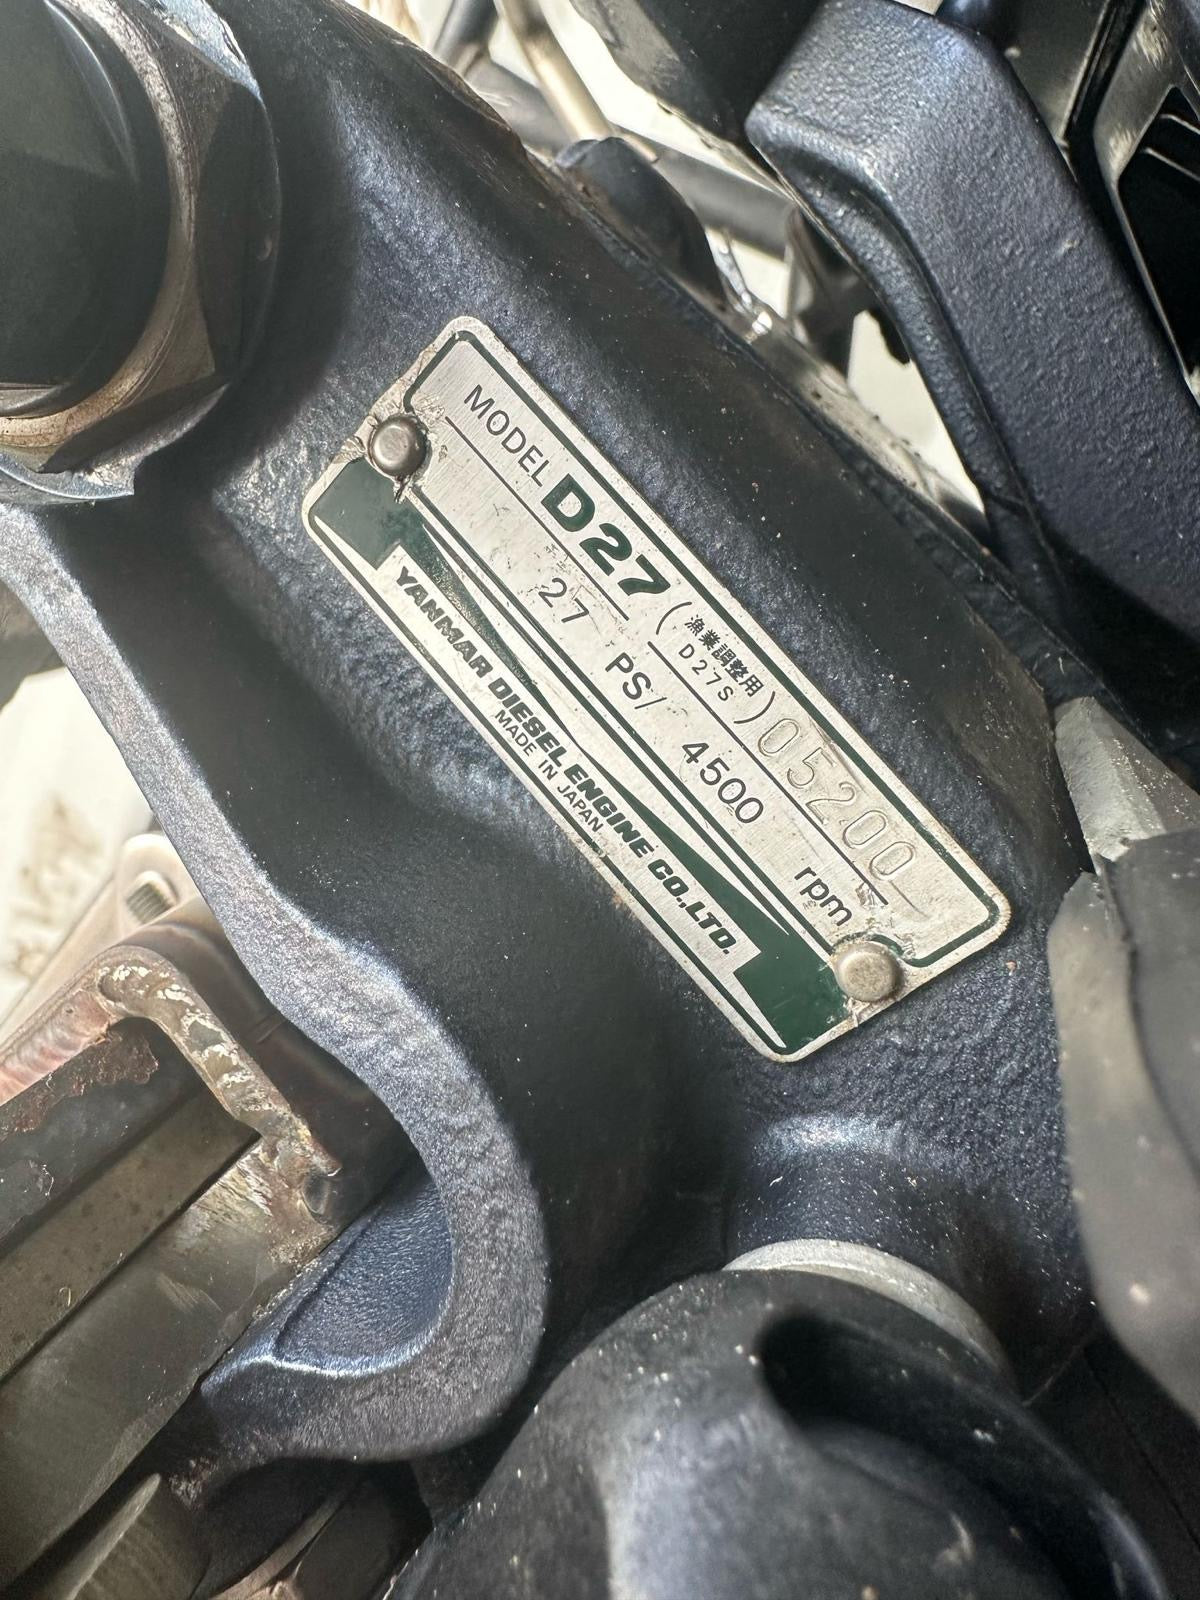 MODEL D27 (漁業調整用 D27S) 05200
27 PS/ 4500 rpm
YANMAR DIESEL ENGINE CO.,LTD.
MADE IN JAPAN